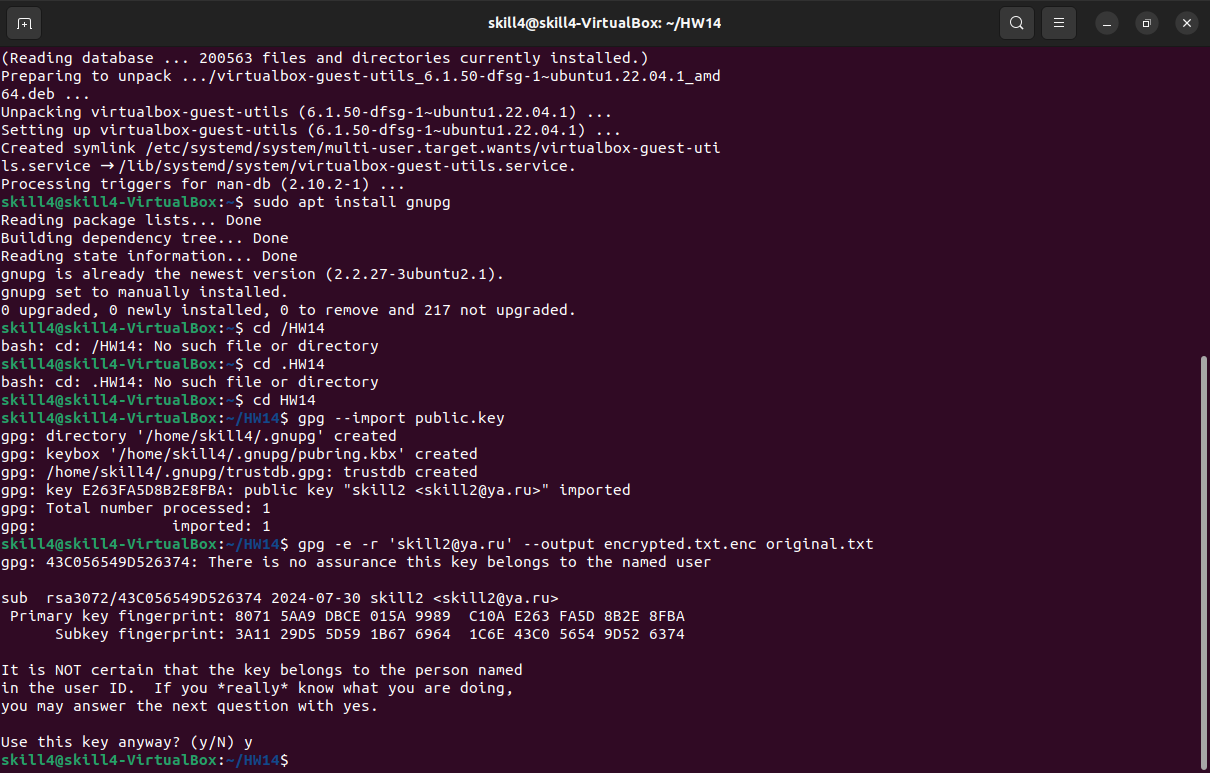 skill4@skill4-VirtualBox: ~/HW14
(Reading database ... 200563 files and directories currently installed.)
Preparing to unpack .../virtualbox-guest-utils_6.1.50-dfsg-1~ubuntu1.22.04.1_amd
64.deb ...
Unpacking virtualbox-guest-utils (6.1.50-dfsg-1~ubuntu1.22.04.1) ...
Setting up virtualbox-guest-utils (6.1.50-dfsg-1~ubuntu1.22.04.1) ...
Created symlink /etc/systemd/system/multi-user.target.wants/virtualbox-guest-uti
ls.service → /lib/systemd/system/virtualbox-guest-utils.service.
Processing triggers for man-db (2.10.2-1) ...
skill4@skill4-VirtualBox:~$ sudo apt install gnupg
Reading package lists... Done
Building dependency tree... Done
Reading state information... Done
gnupg is already the newest version (2.2.27-3ubuntu2.1).
gnupg set to manually installed.
0 upgraded, 0 newly installed, 0 to remove and 217 not upgraded.
skill4@skill4-VirtualBox:~$ cd /HW14
bash: cd: /HW14: No such file or directory
skill4@skill4-VirtualBox:~$ cd .HW14
bash: cd: .HW14: No such file or directory
skill4@skill4-VirtualBox:~$ cd HW14
skill4@skill4-VirtualBox:~/HW14$ gpg --import public.key
gpg: directory '/home/skill4/.gnupg' created
gpg: keybox '/home/skill4/.gnupg/pubring.kbx' created
gpg: /home/skill4/.gnupg/trustdb.gpg: trustdb created
gpg: key E263FA5D8B2E8FBA: public key "skill2 <skill2@ya.ru>" imported
gpg: Total number processed: 1
gpg:               imported: 1
skill4@skill4-VirtualBox:~/HW14$ gpg -e -r 'skill2@ya.ru' --output encrypted.txt.enc original.txt
gpg: 43C056549D526374: There is no assurance this key belongs to the named user

sub  rsa3072/43C056549D526374 2024-07-30 skill2 <skill2@ya.ru>
 Primary key fingerprint: 8071 5AA9 DBCE 015A 9989  C10A E263 FA5D 8B2E 8FBA
      Subkey fingerprint: 3A11 29D5 5D59 1B67 6964  1C6E 43C0 5654 9D52 6374

It is NOT certain that the key belongs to the person named
in the user ID.  If you *really* know what you are doing,
you may answer the next question with yes.

Use this key anyway? (y/N) y
skill4@skill4-VirtualBox:~/HW14$